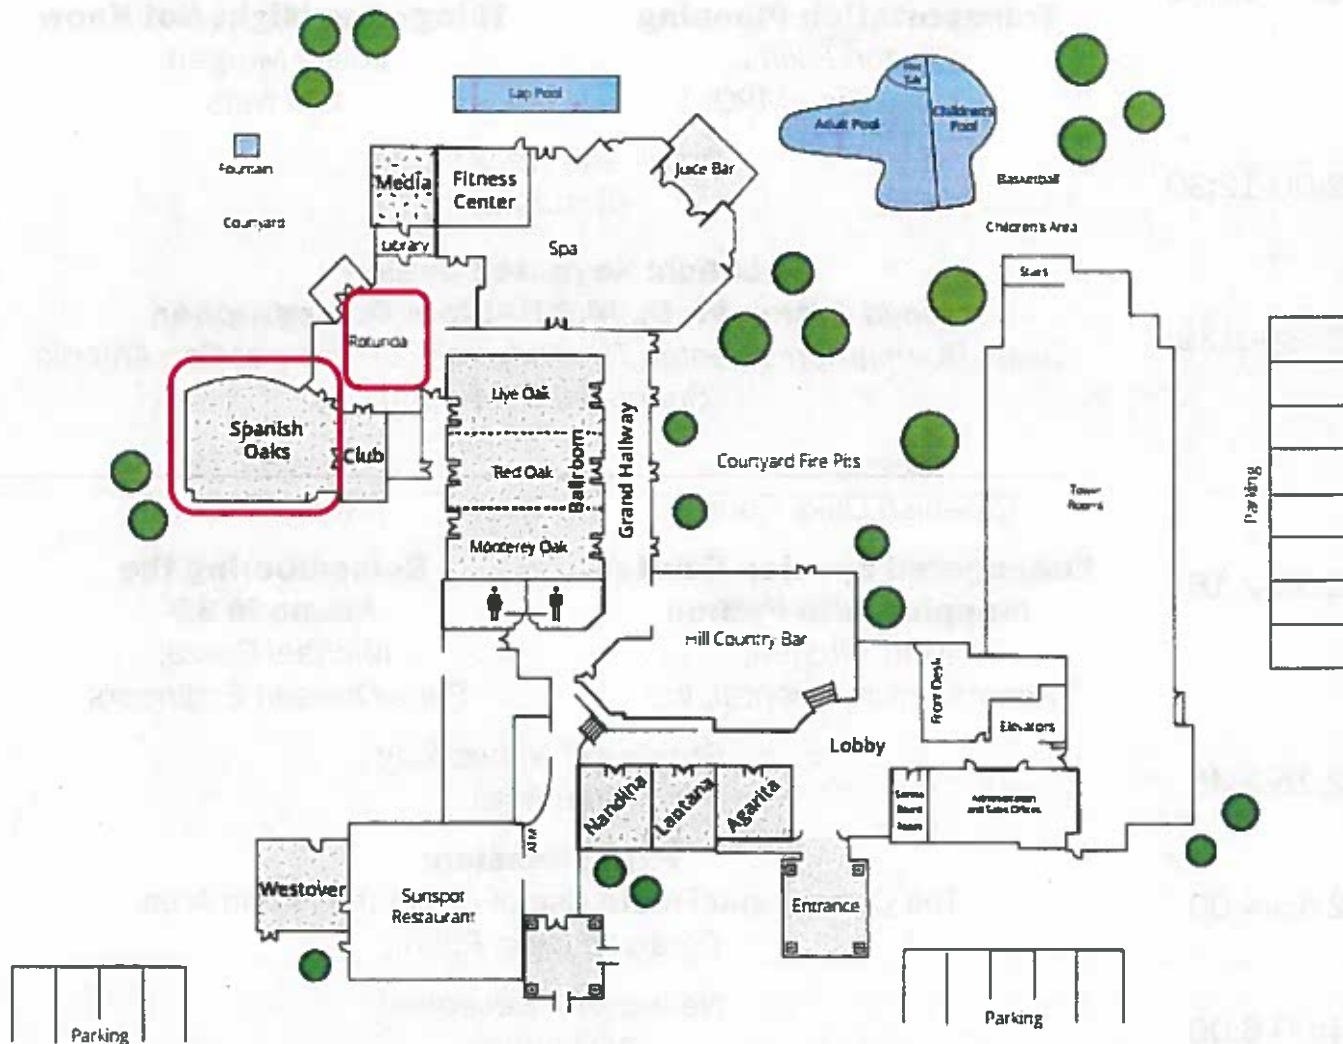 Lap Pool
Adult Pool
Children's
Pool
Fountain
Media
Fitness
Center
Juice Bar
Basketball
Courtyard
Library
Spa
Children's Area
Stairs
Rotunda
Live Oak
Spanish
Oaks
Club
Red Oak
Ballroom
Grand Hallway
Courtyard Fire Pits
Tower
Rooms
Parking
Monterey Oak
Hill Country Bar
Front Desk
Elevators
Lobby
Nandina
Lantana
Agarita
Administration
and Sales Offices
ATM
Westover
Sunspot
Restaurant
Entrance
Parking
Parking